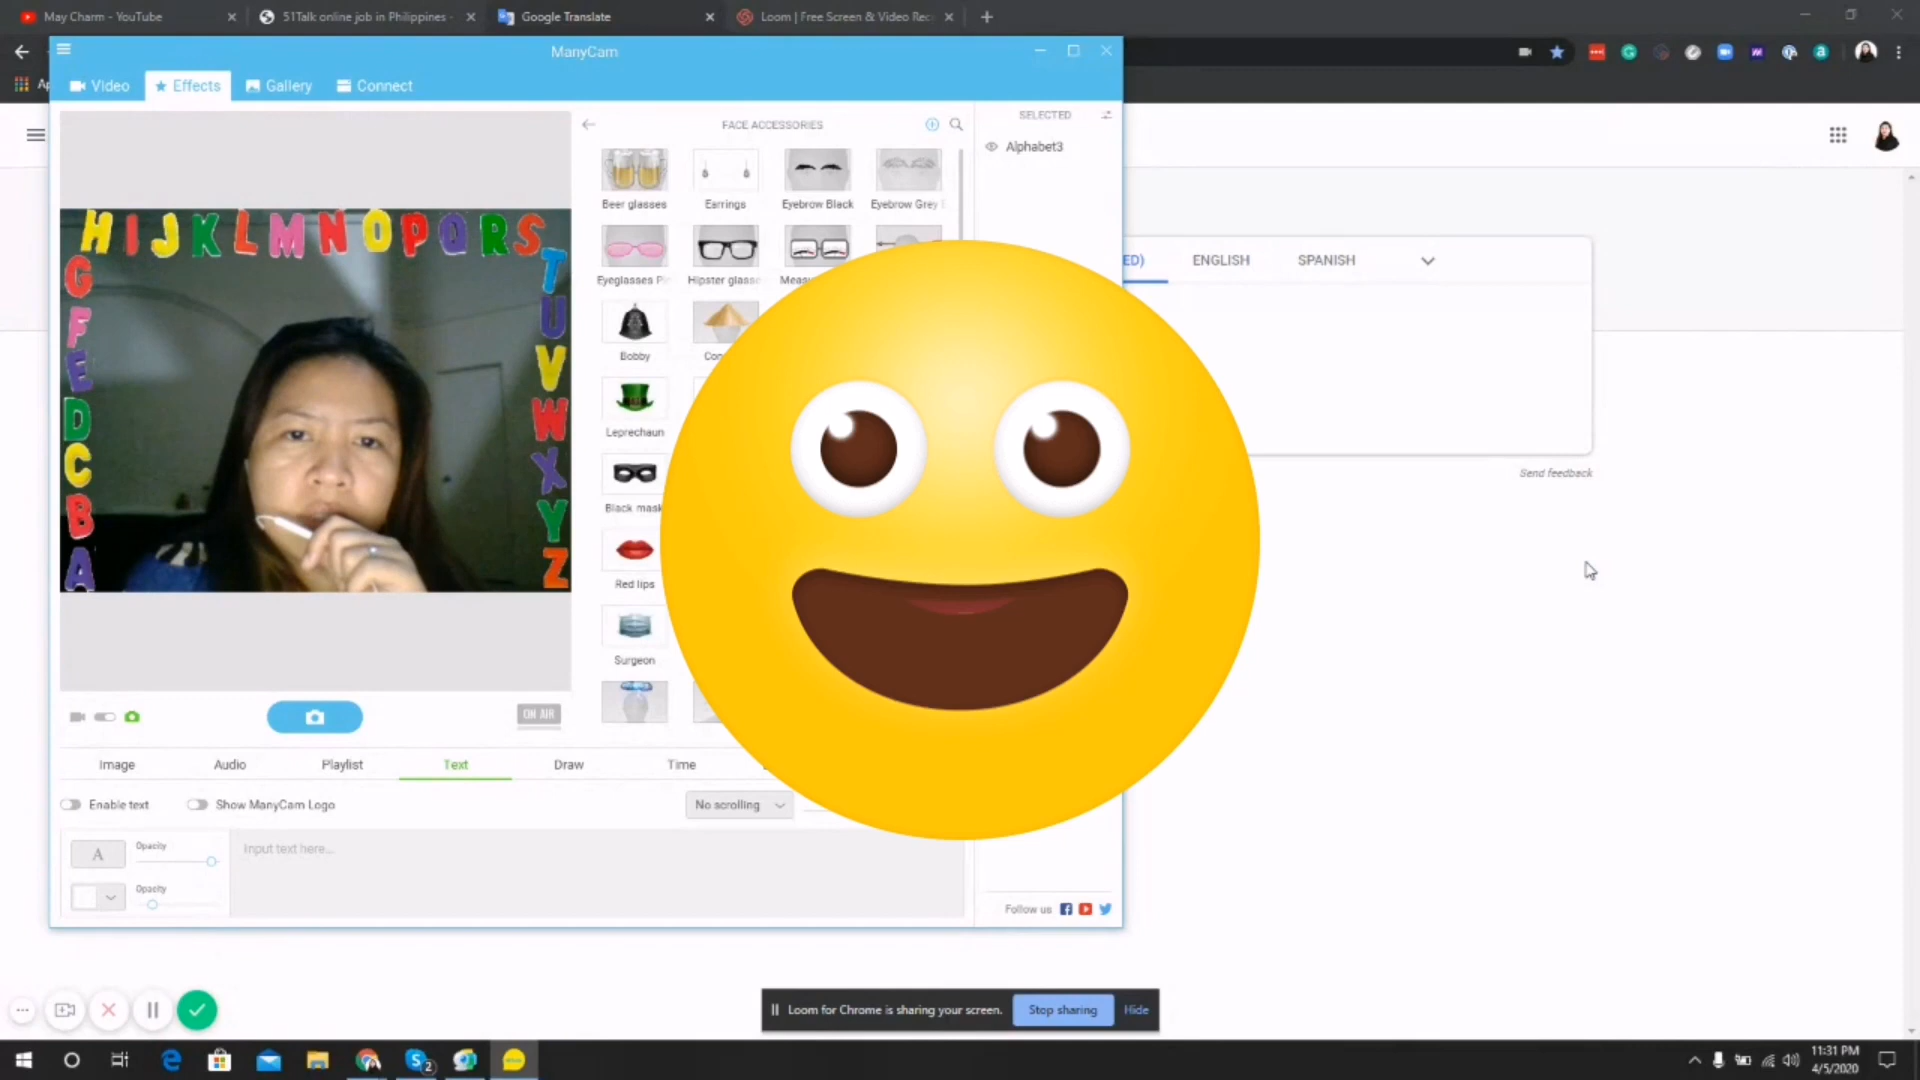 May Charm - YouTube
51Talk online job in Philippines -
Google Translate
Loom | Free Screen & Video Rec
ManyCam
Video
Effects
Gallery
Connect
FACE ACCESSORIES
SELECTED
Alphabet3
Beer glasses
Earrings
Eyebrow Black
Eyebrow Grey
H I J K L M N O P Q R S
G F E D C B A
T U V W X Y Z
Eyeglasses
Hipster
ED)
ENGLISH
SPANISH
Bobby
Leprechaun
Send feedback
Black mask
Red lips
Surgeon
ON AIR
Image
Audio
Playlist
Text
Draw
Time
Enable text
Show ManyCam Logo
No scrolling
A
Opacity
Input text here...
Opacity
Follow us
Loom for Chrome is sharing your screen.
Stop sharing
Hide
2
11:31 PM
4/5/2020